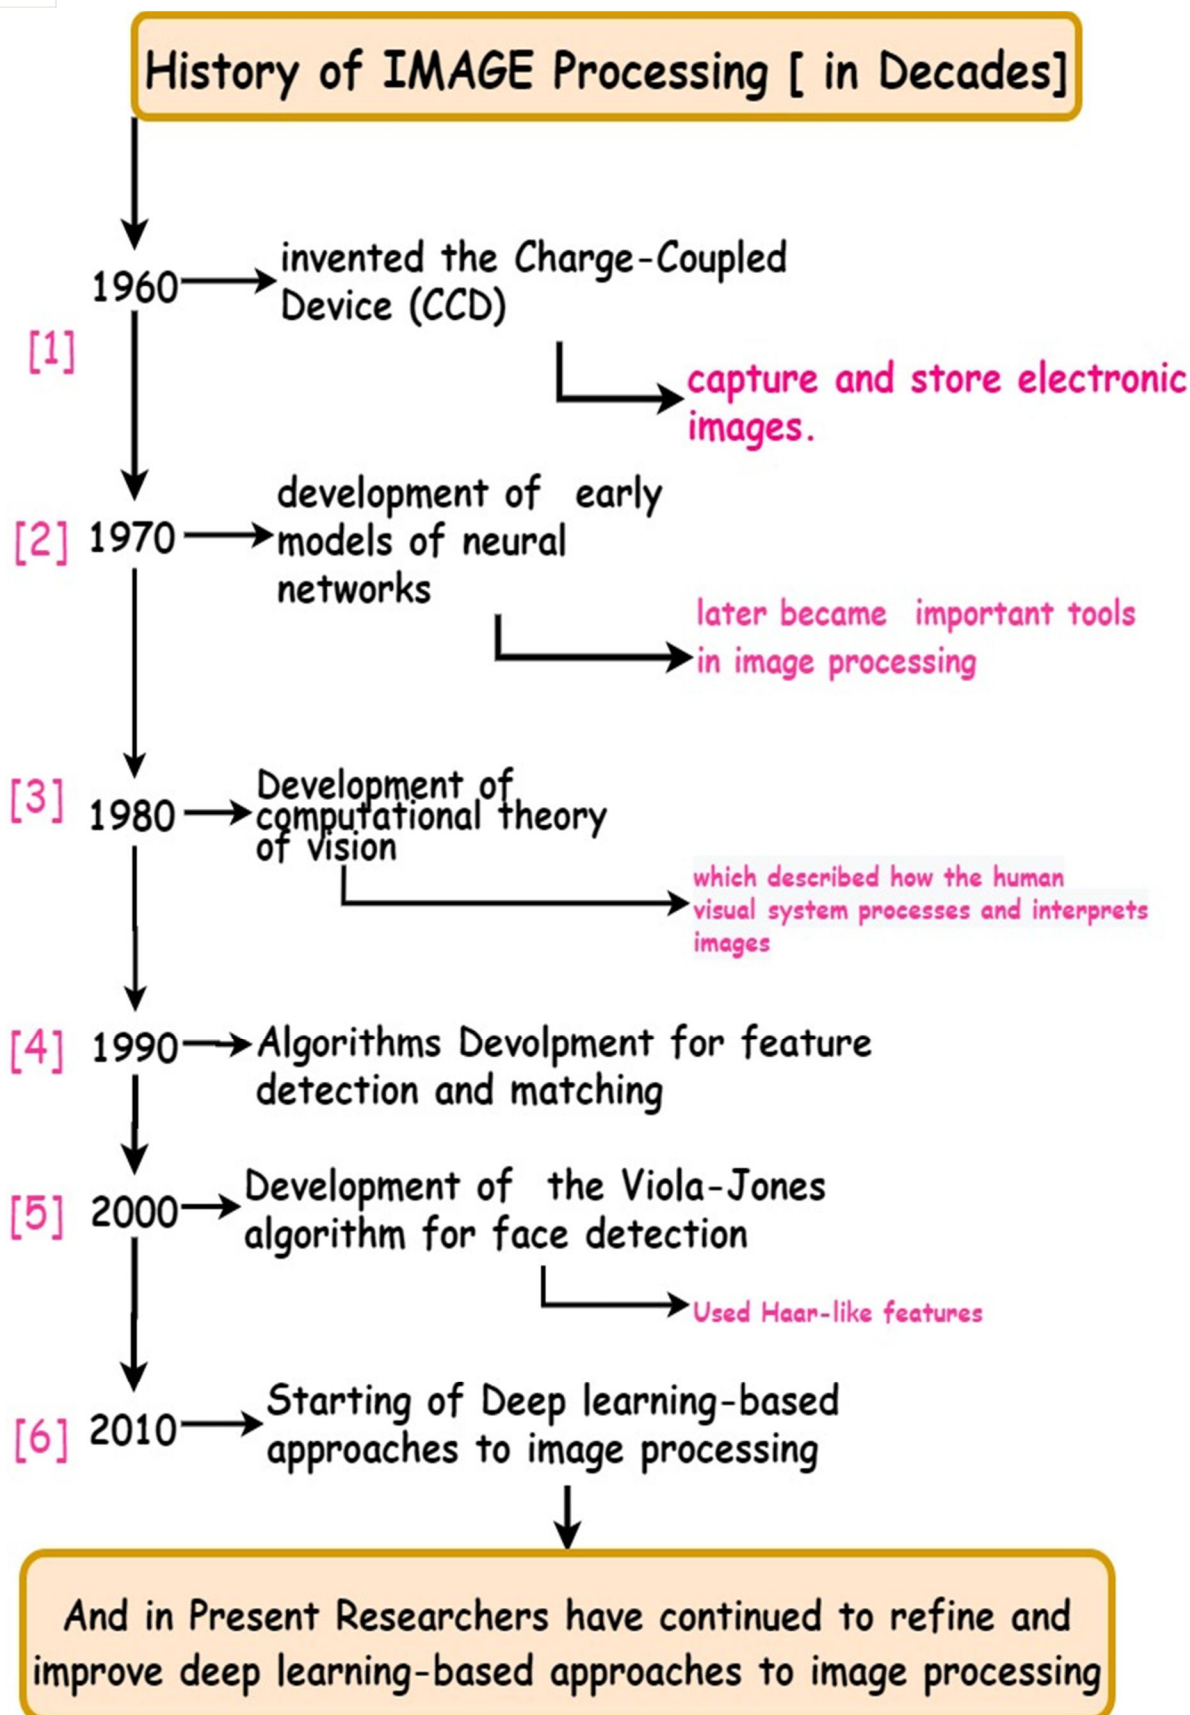 History of IMAGE Processing [ in Decades]
1960
invented the Charge-Coupled
Device (CCD)
[1]
capture and store electronic
images.
[2]
1970
development of early
models of neural
networks
later became important tools
in image processing
[3]
1980
Development of
computational theory
of vision
which described how the human
visual system processes and interprets
images
[4]
1990
Algorithms Devolpment for feature
detection and matching
[5]
2000
Development of the Viola-Jones
algorithm for face detection
Used Haar-like features
[6]
2010
Starting of Deep learning-based
approaches to image processing
And in Present Researchers have continued to refine and
improve deep learning-based approaches to image processing